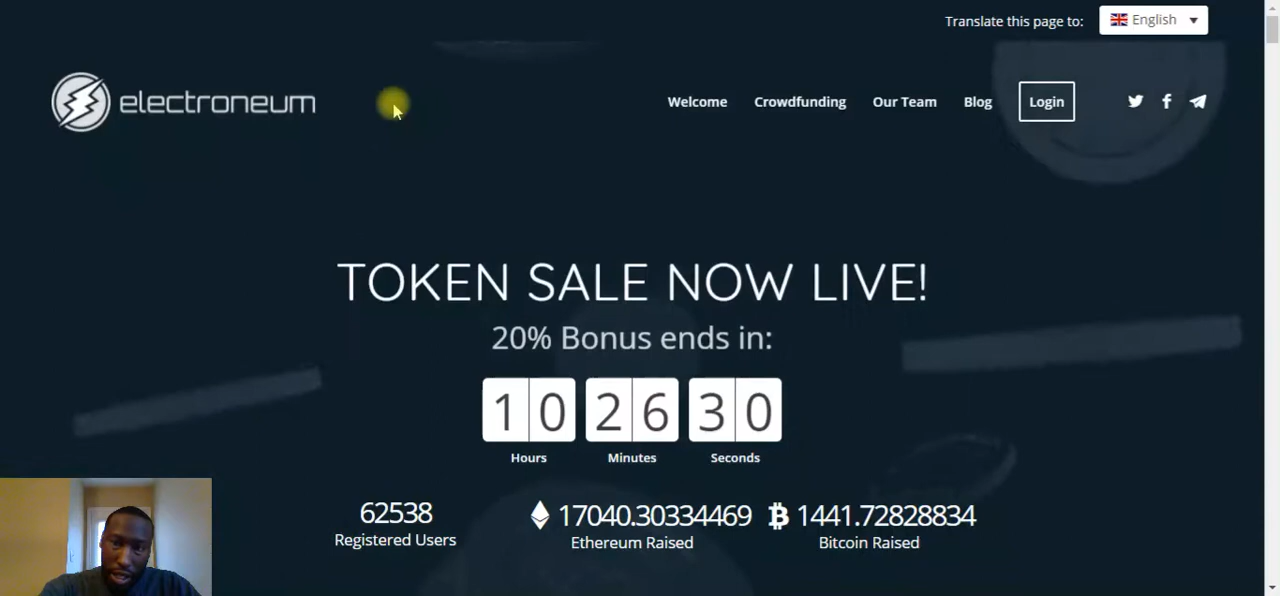 Translate this page to: English
electroneum
Welcome Crowdfunding Our Team Blog Login
TOKEN SALE NOW LIVE!
20% Bonus ends in:
10 26 30
Hours Minutes Seconds
62538 17040.30334469 1441.72828834
Registered Users Ethereum Raised Bitcoin Raised